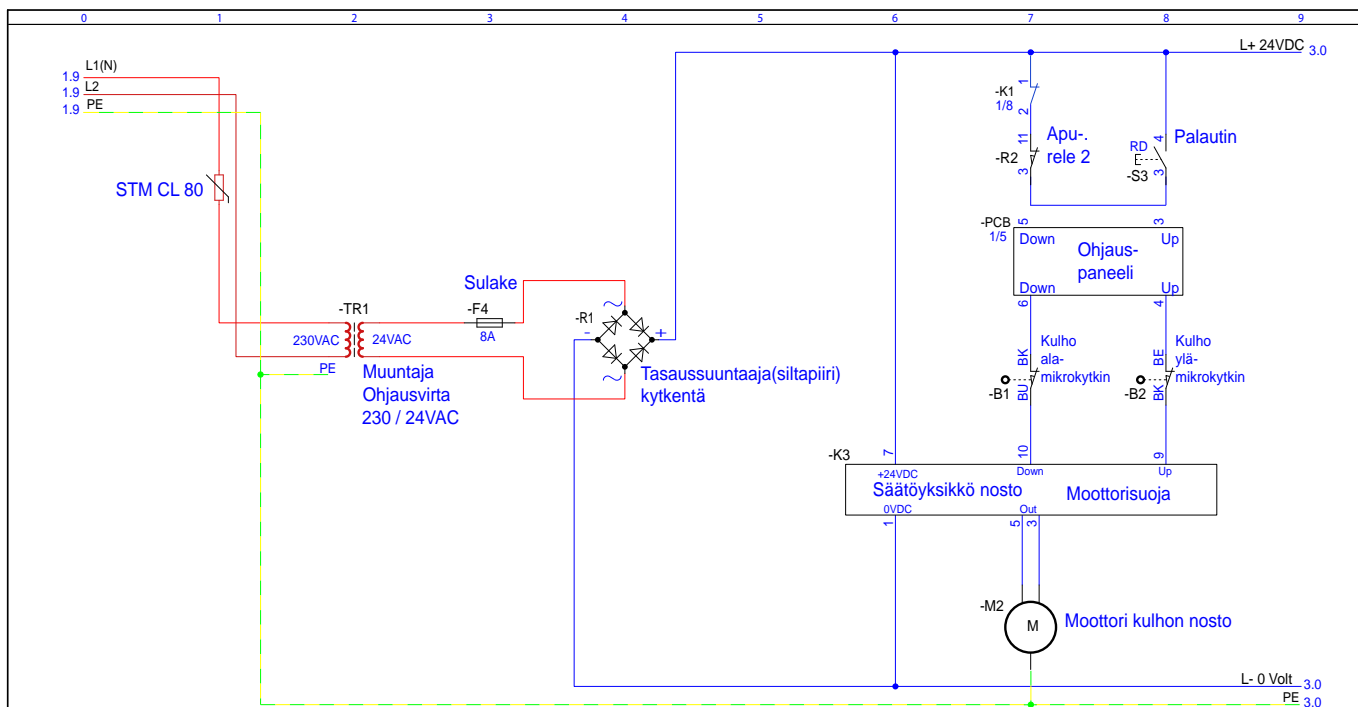 0 1 2 3 4 5 6 7 8 9
L+ 24VDC 3.0
1.9 L1(N)
1.9 L2
1.9 PE
STM CL 80
-K1
1/8
1
2
11
-R2
3
Apu-.
rele 2
4
RD
-S3
3
Palautin
-PCB
1/5
5
3
Down
Up
Ohjaus-
paneeli
Down
Up
6
4
-TR1
230VAC
24VAC
PE
Muuntaja
Ohjausvirta
230 / 24VAC
Sulake
-F4
8A
-R1
~
-
+
~
Tasaussuuntaaja(siltapiiri)
kytkentä
BK
BU
-B1
Kulho
ala-
mikrokytkin
BE
BK
-B2
Kulho
ylä-
mikrokytkin
-K3
7
10
9
+24VDC
Down
Up
Säätöyksikkö nosto
Moottorisuoja
0VDC
Out
1
5
3
-M2
M
Moottori kulhon nosto
L- 0 Volt 3.0
PE 3.0